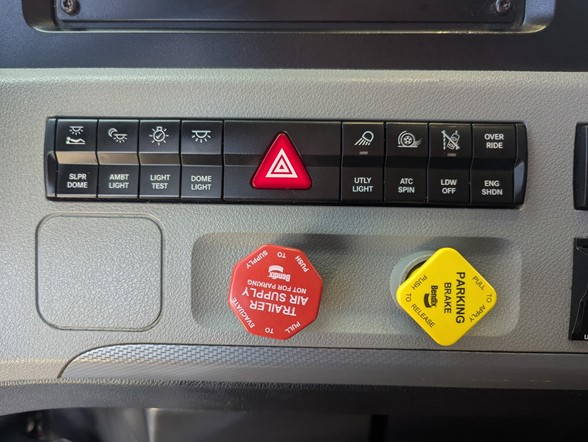 SLPR
DOME
AMBT
LIGHT
LIGHT
TEST
DOME
LIGHT
UTLY
LIGHT
ATC
SPIN
LDW
OFF
OVER
RIDE
ENG
SHDN
PUSH TO SUPPLY
Bendix
NOT FOR PARKING
AIR SUPPLY
TRAILER
PULL TO EVACUATE
PULL TO APPLY
PARKING
BRAKE
Bendix
PUSH TO RELEASE